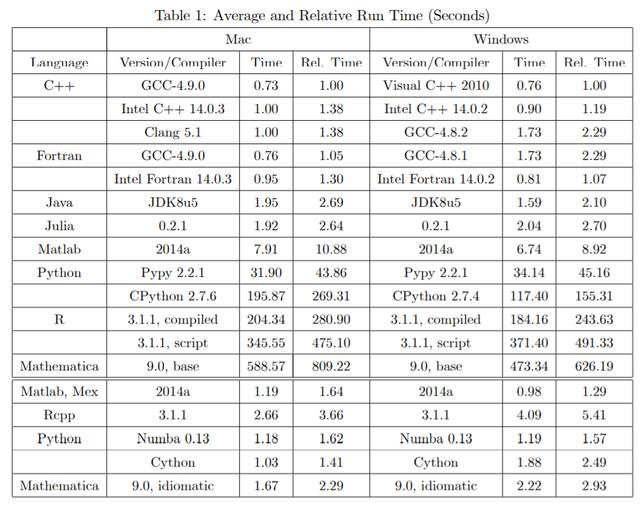 Table 1: Average and Relative Run Time (Seconds)
Mac Windows
Language Version/Compiler Time Rel. Time Version/Compiler Time Rel. Time
C++ GCC-4.9.0 0.73 1.00 Visual C++ 2010 0.76 1.00
Intel C++ 14.0.3 1.00 1.38 Intel C++ 14.0.2 0.90 1.19
Clang 5.1 1.00 1.38 GCC-4.8.2 1.73 2.29
Fortran GCC-4.9.0 0.76 1.05 GCC-4.8.1 1.73 2.29
Intel Fortran 14.0.3 0.95 1.30 Intel Fortran 14.0.2 0.81 1.07
Java JDK8u5 1.95 2.69 JDK8u5 1.59 2.10
Julia 0.2.1 1.92 2.64 0.2.1 2.04 2.70
Matlab 2014a 7.91 10.88 2014a 6.74 8.92
Python Pypy 2.2.1 31.90 43.86 Pypy 2.2.1 34.14 45.16
CPython 2.7.6 195.87 269.31 CPython 2.7.4 117.40 155.31
R 3.1.1, compiled 204.34 280.90 3.1.1, compiled 184.16 243.63
3.1.1, script 345.55 475.10 3.1.1, script 371.40 491.33
Mathematica 9.0, base 588.57 809.22 9.0, base 473.34 626.19
Matlab, Mex 2014a 1.19 1.64 2014a 0.98 1.29
Rcpp 3.1.1 2.66 3.66 3.1.1 4.09 5.41
Python Numba 0.13 1.18 1.62 Numba 0.13 1.19 1.57
Cython 1.03 1.41 Cython 1.88 2.49
Mathematica 9.0, idiomatic 1.67 2.29 9.0, idiomatic 2.22 2.93